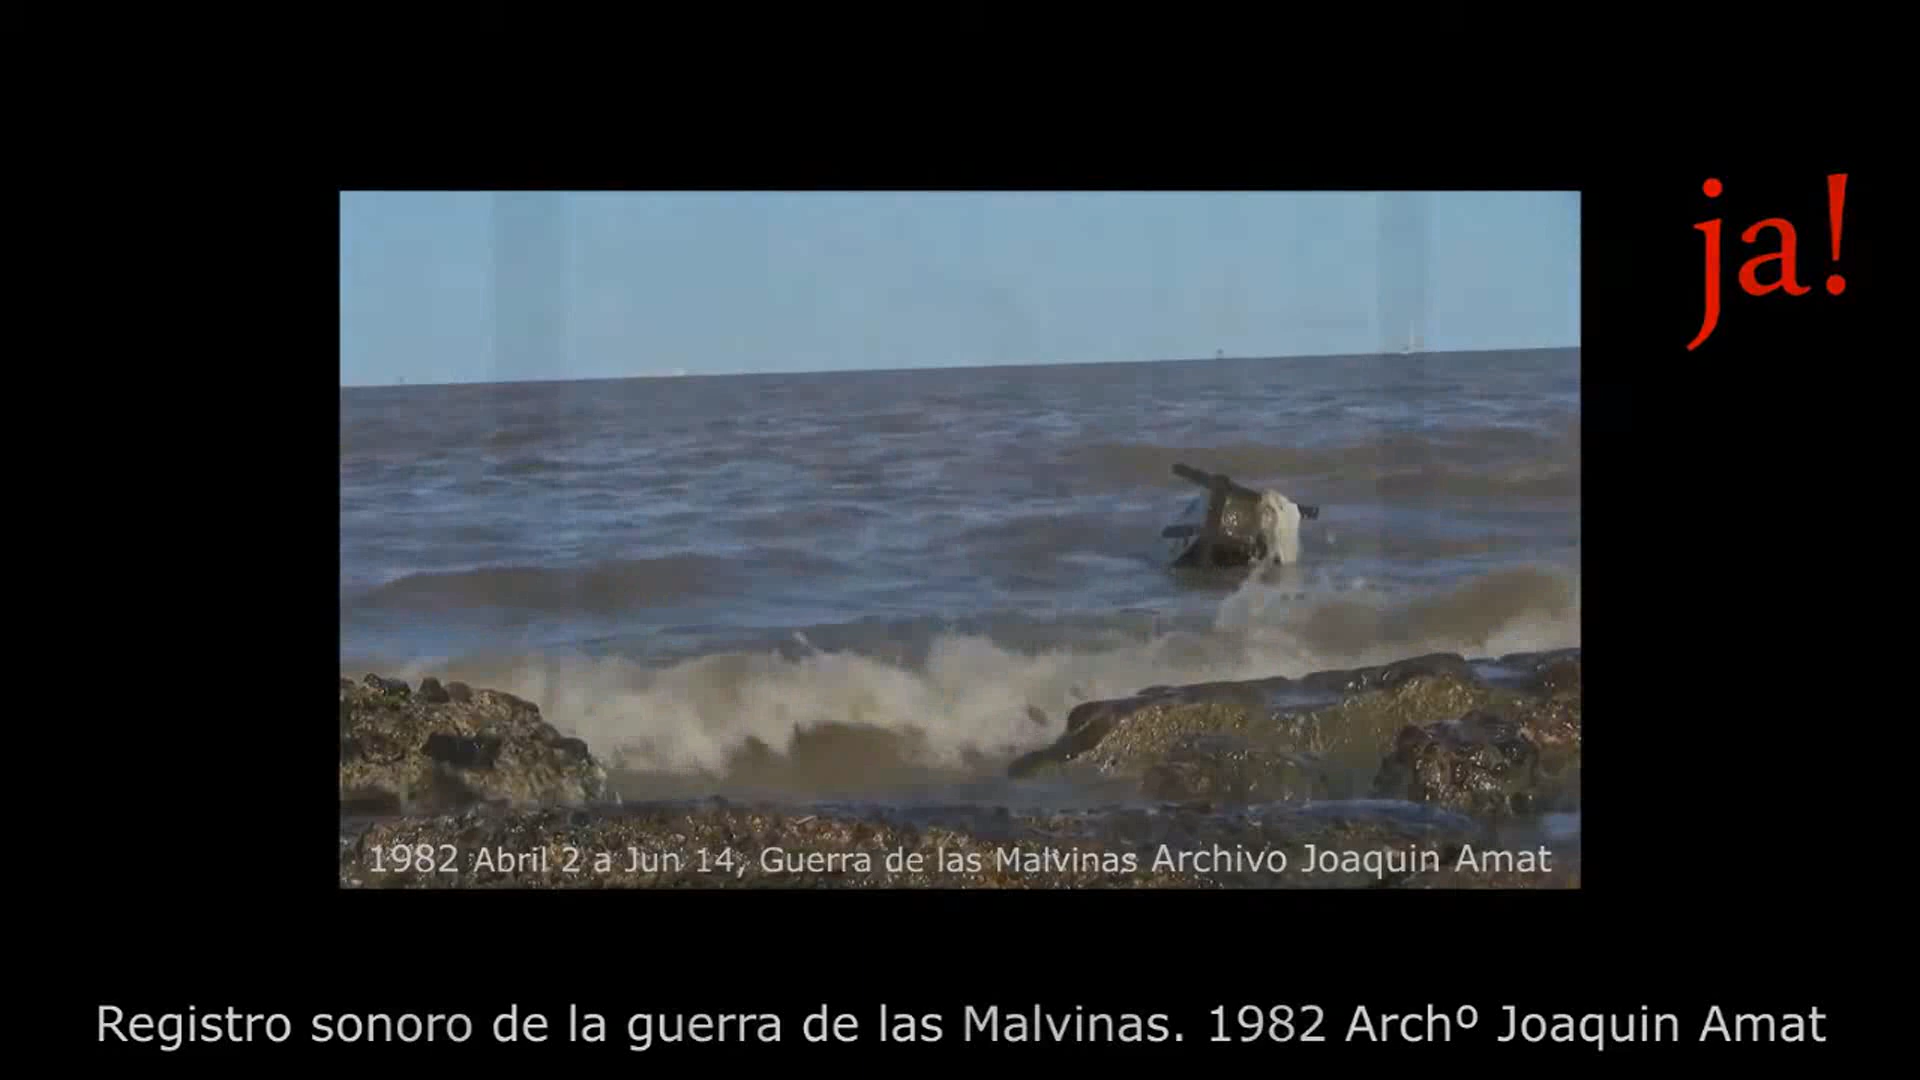 ja!
1982 Abril 2 a Jun 14, Guerra de las Malvinas Archivo Joaquin Amat
Registro sonoro de la guerra de las Malvinas. 1982 Archº Joaquin Amat